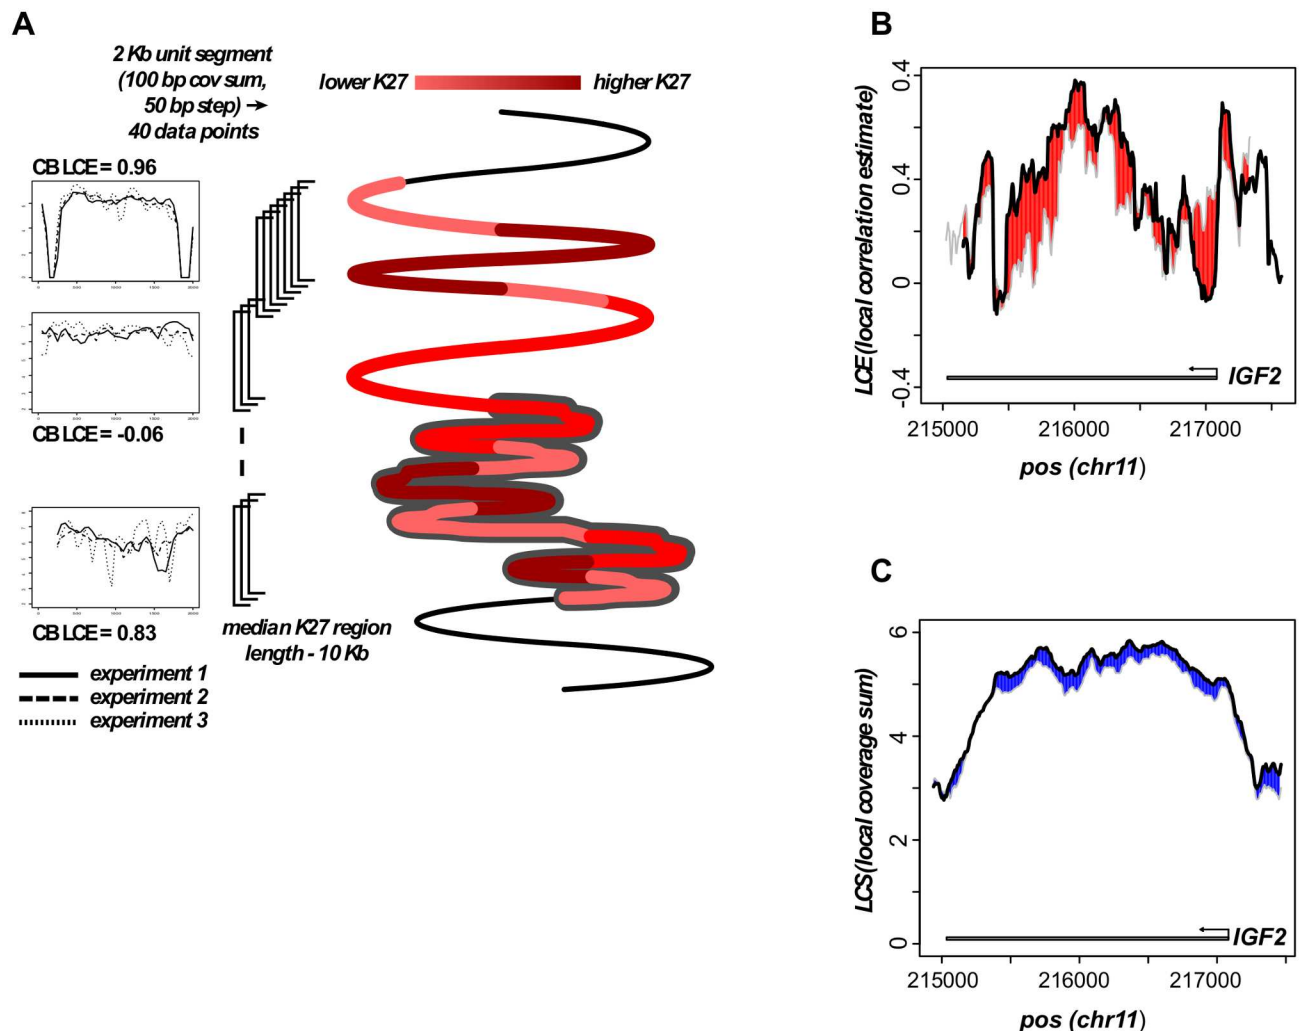 A
2 Kb unit segment
(100 bp cov sum,
50 bp step) →
40 data points
lower K27
higher K27
CB LCE = 0.96
CB LCE = -0.06
CB LCE = 0.83
median K27 region
length - 10 Kb
experiment 1
experiment 2
experiment 3
B
LCE(local correlation estimate)
0.4
0.4
0
-0.4
IGF2
215000 216000 217000
pos (chr11)
C
LCS(local coverage sum)
6
4
2
0
IGF2
215000 216000 217000
pos (chr11)